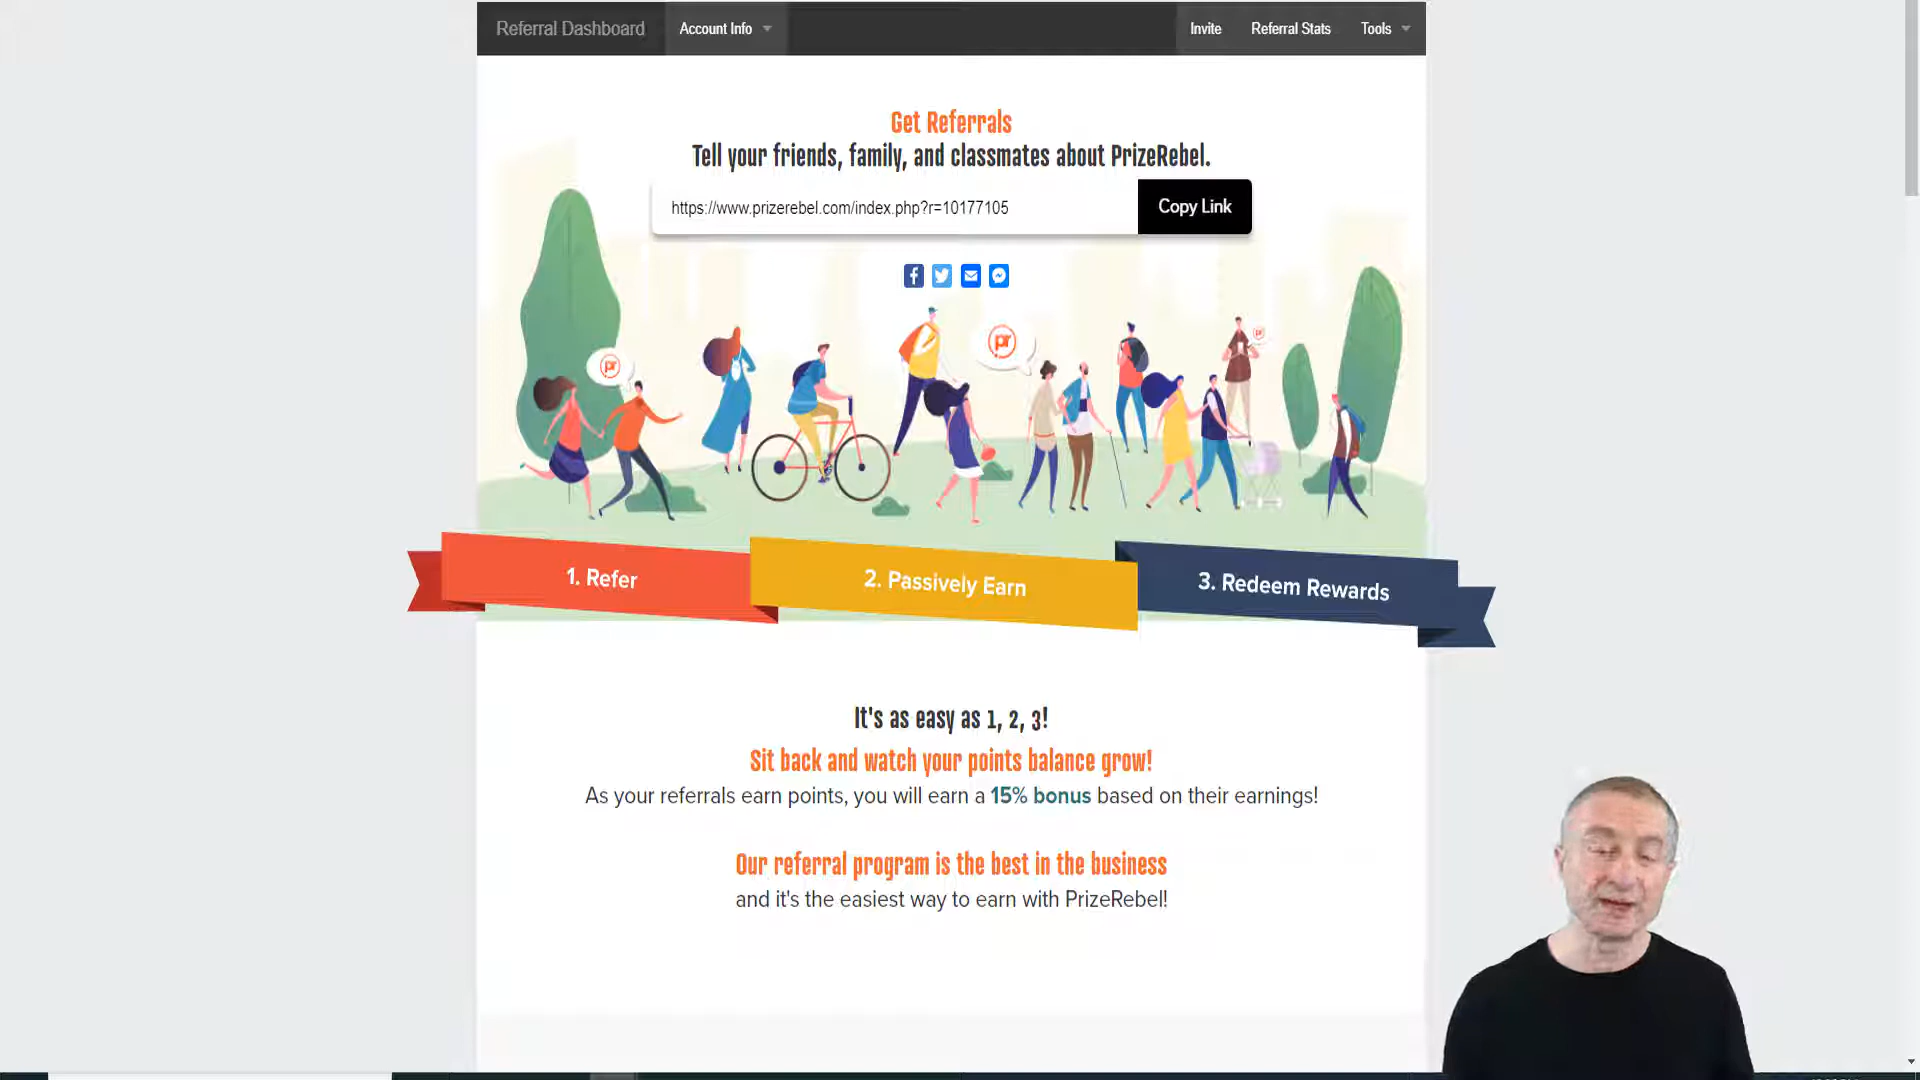 Referral Dashboard Account Info Invite Referral Stats Tools
Get Referrals
Tell your friends, family, and classmates about PrizeRebel.
https://www.prizerebel.com/index.php?r=10177105 Copy Link
pr
pr
pr
1. Refer 2. Passively Earn 3. Redeem Rewards
It's as easy as 1, 2, 3!
Sit back and watch your points balance grow!
As your referrals earn points, you will earn a 15% bonus based on their earnings!
Our referral program is the best in the business
and it's the easiest way to earn with PrizeRebel!